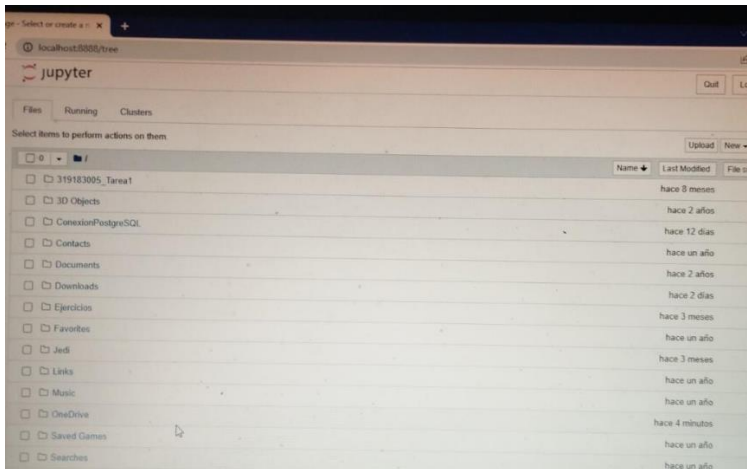 ge - Select or create a n × +
localhost:8888/tree
jupyter
Quit
Files Running Clusters
Select items to perform actions on them.
Upload New
0 / Name Last Modified File s
319183005_Tarea1 hace 8 meses
3D Objects hace 2 años
ConexionPostgreSQL hace 12 días
Contacts hace un año
Documents hace 2 años
Downloads hace 2 días
Ejercicios hace 3 meses
Favorites hace un año
Jedi hace 3 meses
Links hace un año
Music hace un año
OneDrive hace 4 minutos
Saved Games hace un año
Searches hace un año